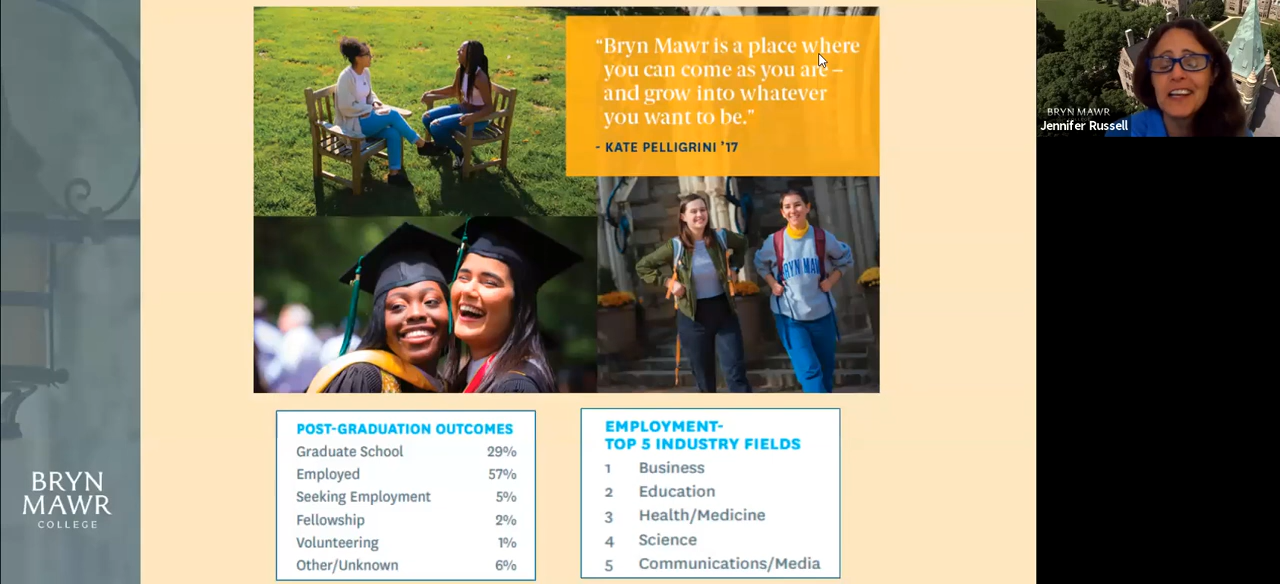 “Bryn Mawr is a place where
you can come as you are –
and grow into whatever
you want to be.”
- KATE PELLIGRINI ’17
BRYN MAWR
Jennifer Russell
BRYN MAWR
POST-GRADUATION OUTCOMES
Graduate School 29%
Employed 57%
Seeking Employment 5%
Fellowship 2%
Volunteering 1%
Other/Unknown 6%
EMPLOYMENT-
TOP 5 INDUSTRY FIELDS
1 Business
2 Education
3 Health/Medicine
4 Science
5 Communications/Media
BRYN
MAWR
COLLEGE